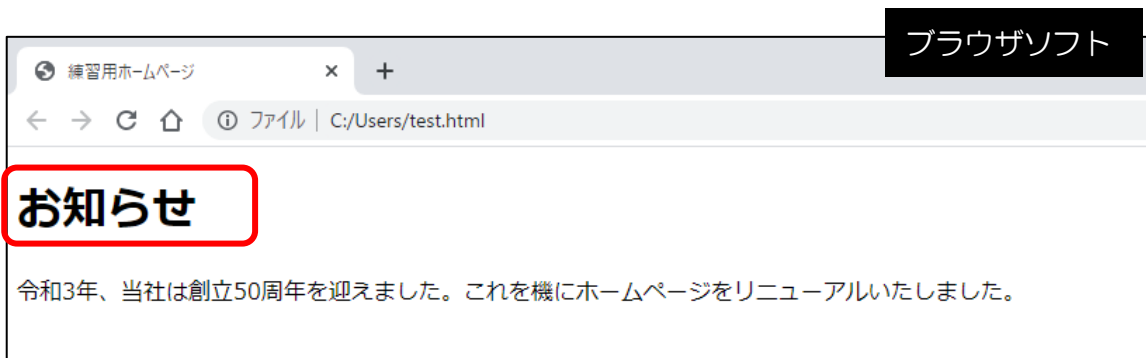 ブラウザソフト
練習用ホームページ
ファイル | C:/Users/test.html
お知らせ
令和3年、当社は創立50周年を迎えました。これを機にホームページをリニューアルいたしました。